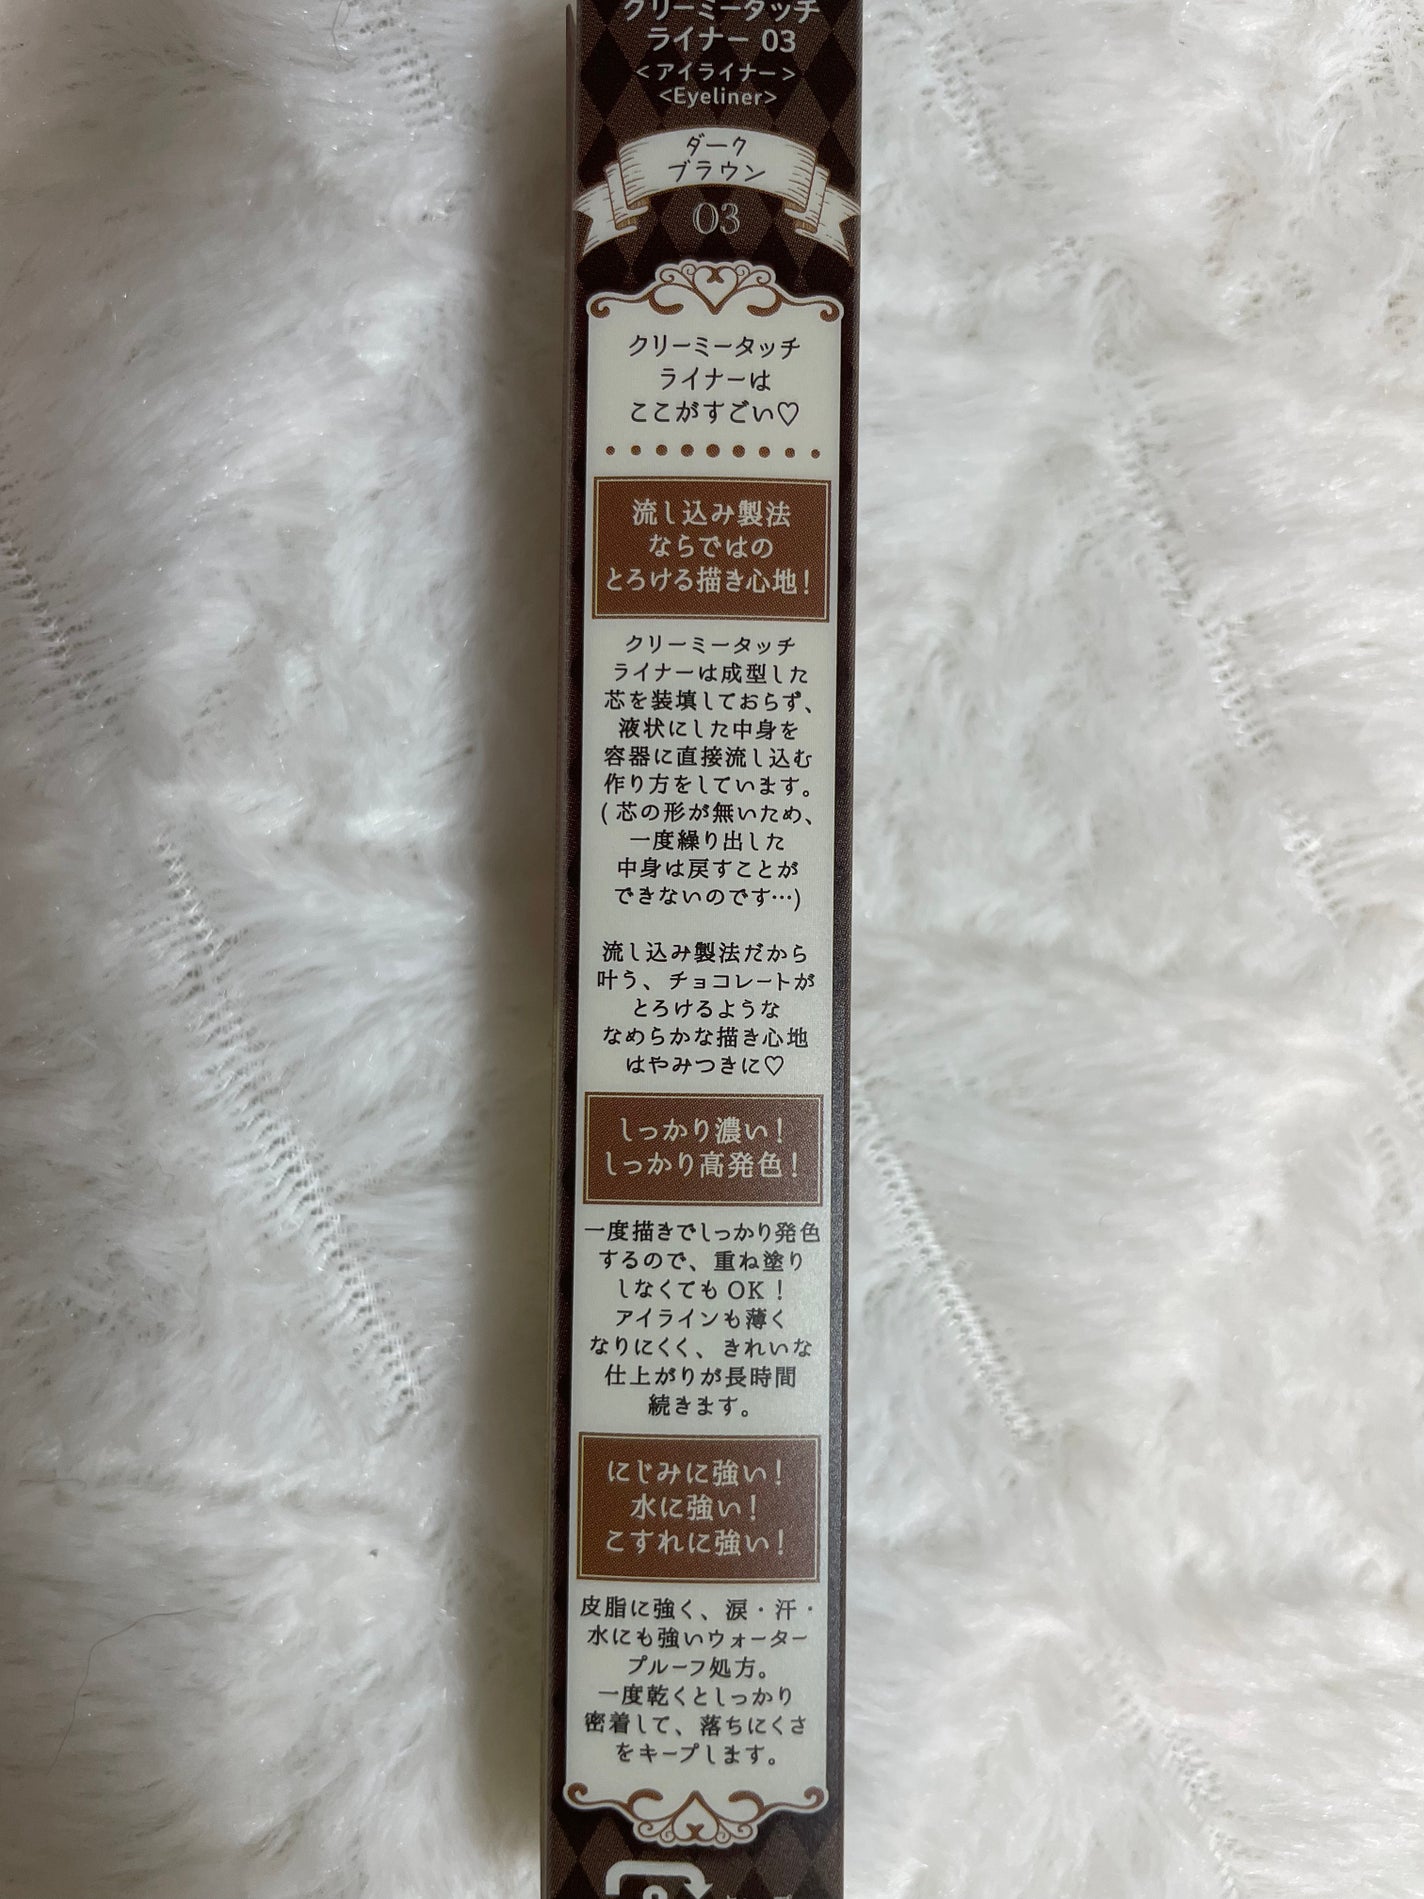 クリーミータッチ
ライナー 03
<アイライナー>
<Eyeliner>
ダーク
ブラウン
03
クリーミータッチ
ライナーは
ここがすごい♡
流し込み製法
ならではの
とろける描き心地!
クリーミータッチ
ライナーは成型した
芯を装填しておらず、
液状にした中身を
容器に直接流し込む
作り方をしています。
(芯の形が無いため、
一度繰り出した
中身は戻すことが
できないのです…)
流し込み製法だから
叶う、チョコレートが
とろけるような
なめらかな描き心地
はやみつきに♡
しっかり濃い!
しっかり高発色!
一度描きでしっかり発色
するので、重ね塗り
しなくても OK !
アイラインも薄く
なりにくく、きれいな
仕上がりが長時間
続きます。
にじみに強い!
水に強い!
こすれに強い!
皮脂に強く、涙・汗・
水にも強いウォーター
プルーフ処方。
一度乾くとしっかり
密着して、落ちにくさ
をキープします。